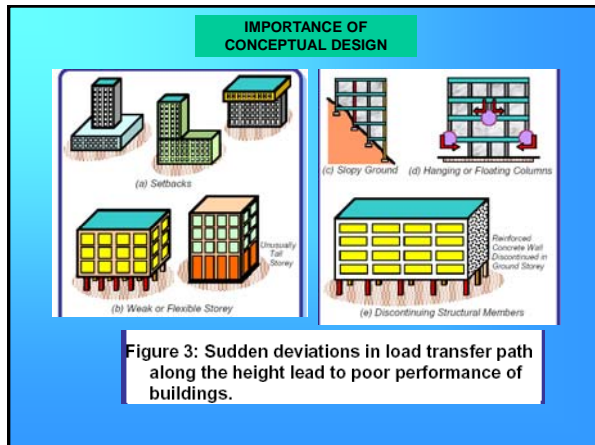 IMPORTANCE OF
CONCEPTUAL DESIGN
(a) Setbacks
Unusually
Tall
Storey
(b) Weak or Flexible Storey
(c) Slopy Ground
(d) Hanging or Floating Columns
Reinforced
Concrete Wall
Discontinued in
Ground Storey
(e) Discontinuing Structural Members
Figure 3: Sudden deviations in load transfer path
along the height lead to poor performance of
buildings.